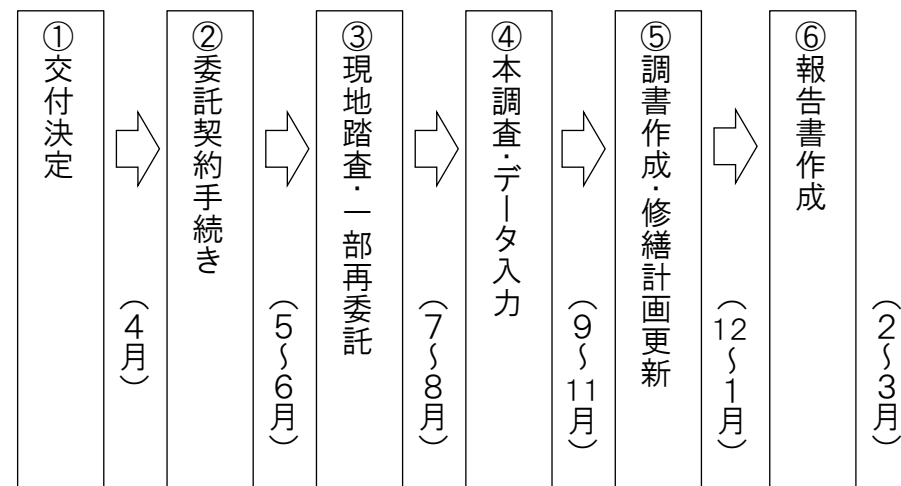 ①交付決定
（4月）
②委託契約手続き
（5～6月）
③現地踏査・一部再委託
（7～8月）
④本調査・データ入力
（9～11月）
⑤調書作成・修繕計画更新
（12～1月）
⑥報告書作成
（2～3月）